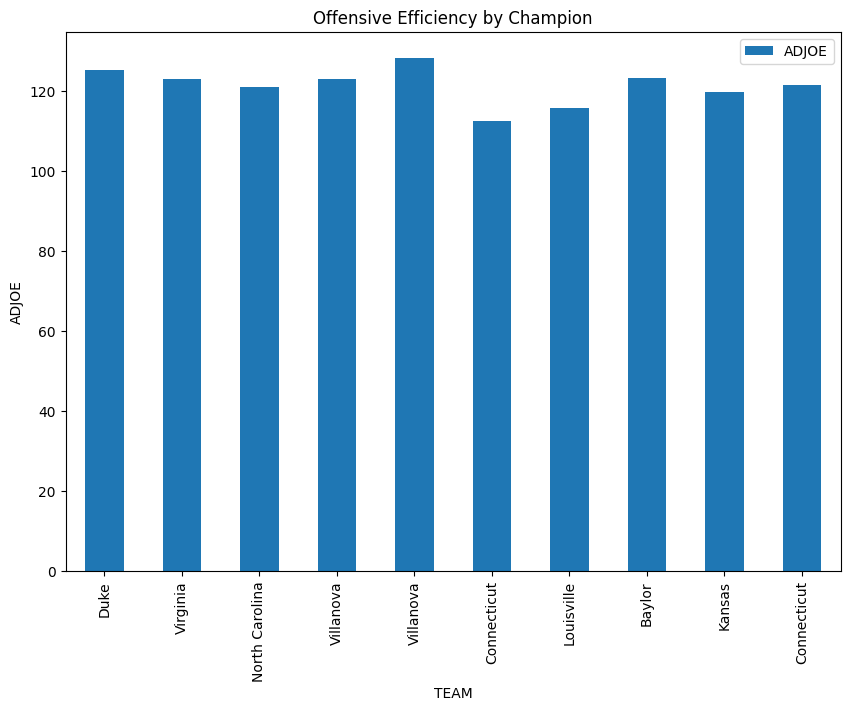 Offensive Efficiency by Champion
ADJOE
ADJOE
120
100
80
60
40
20
0
Duke
Virginia
North Carolina
Villanova
Villanova
Connecticut
Louisville
Baylor
Kansas
Connecticut
TEAM